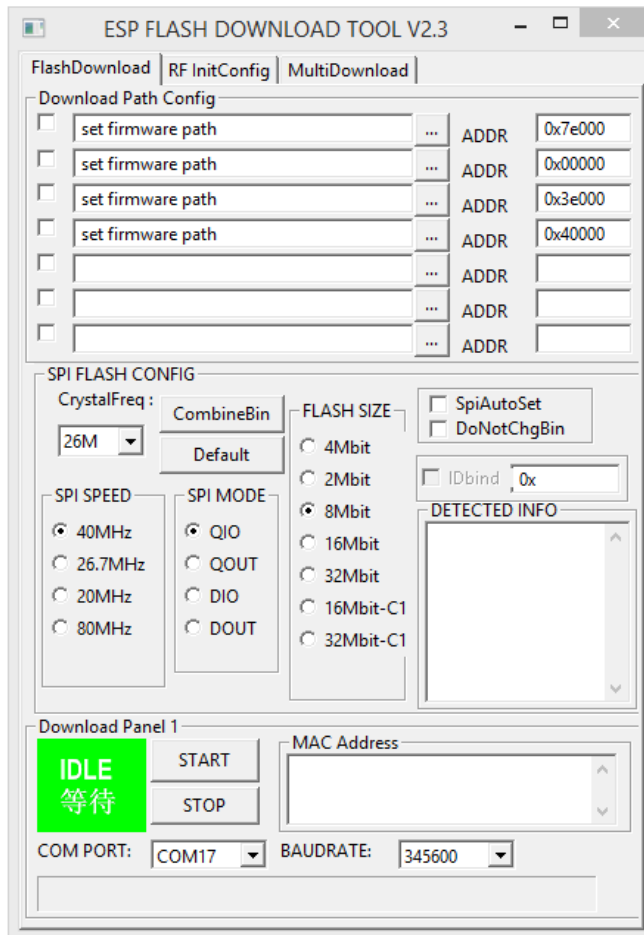 ESP FLASH DOWNLOAD TOOL V2.3
FlashDownload RF InitConfig MultiDownload
Download Path Config
set firmware path ... ADDR 0x7e000
set firmware path ... ADDR 0x00000
set firmware path ... ADDR 0x3e000
set firmware path ... ADDR 0x40000
... ADDR
... ADDR
... ADDR
SPI FLASH CONFIG
CrystalFreq :
26M
CombineBin
Default
SPI SPEED
40MHz
26.7MHz
20MHz
80MHz
SPI MODE
QIO
QOUT
DIO
DOUT
FLASH SIZE
4Mbit
2Mbit
8Mbit
16Mbit
32Mbit
16Mbit-C1
32Mbit-C1
SpiAutoSet
DoNotChgBin
IDbind 0x
DETECTED INFO
Download Panel 1
IDLE
等待
START
STOP
MAC Address
COM PORT: COM17 BAUDRATE: 345600